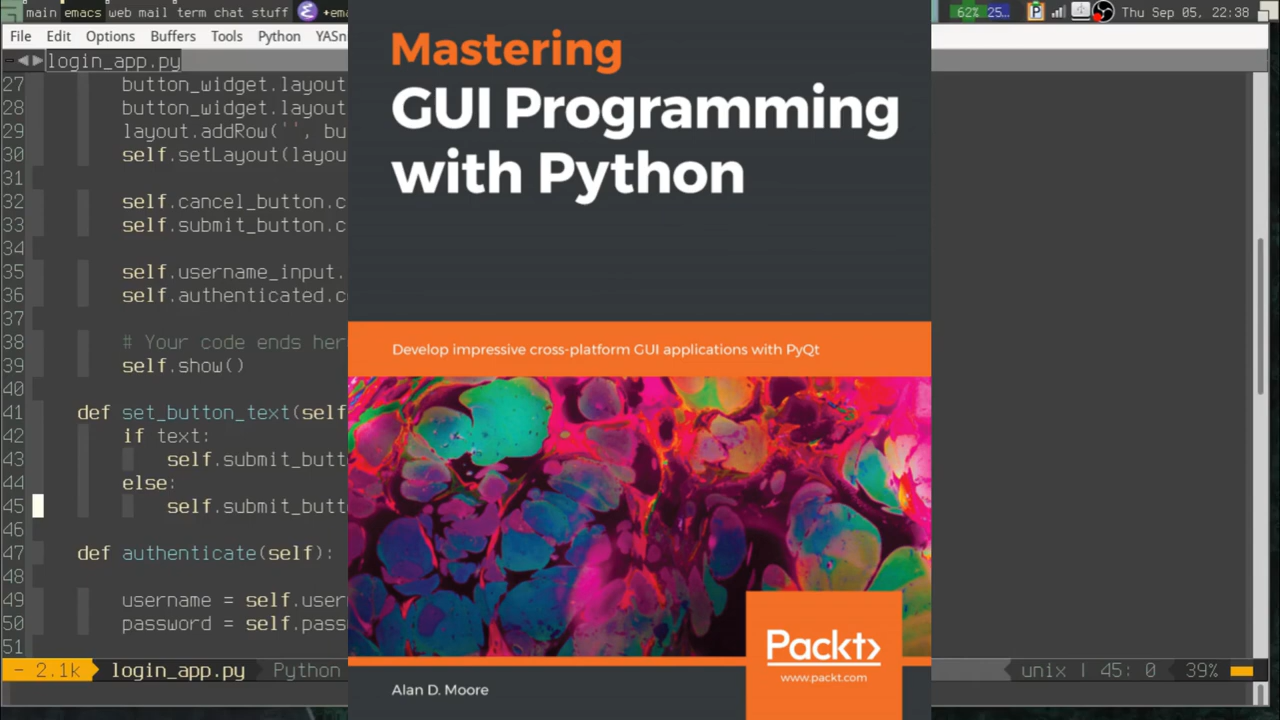 main emacs web mail term chat stuff
+ema
62% 25...
Thu Sep 05, 22:38
File Edit Options Buffers Tools Python YASn
login_app.py
27 button_widget.layout
28 button_widget.layout
29 layout.addRow('', bu
30 self.setLayout(layou
31
32 self.cancel_button.c
33 self.submit_button.c
34
35 self.username_input.
36 self.authenticated.c
37
38 # Your code ends her
39 self.show()
40
41 def set_button_text(self
42 if text:
43 self.submit_butt
44 else:
45 self.submit_butt
46
47 def authenticate(self):
48
49 username = self.user
50 password = self.pass
51
- 2.1k login_app.py Python
unix | 45: 0 39%
Mastering
GUI Programming
with Python
Develop impressive cross-platform GUI applications with PyQt
Packt>
www.packt.com
Alan D. Moore